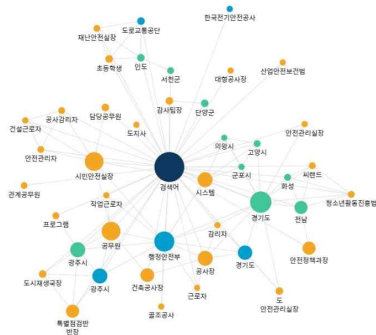 한국전기안전공사
도로교통공단
재난안전실장
초등학생
인도
서천군
대형공사장
산업안전보건법
감사팀장
단양군
공사감리자
담당공무원
건설근로자
도지사
의왕시
고양시
안전관리실장
안전관리자
시민안전실장
검색어
군포시
씨랜드
관계공무원
시스템
화성
작업근로자
경기도
전남
청소년활동진흥법
프로그램
공무원
감리자
광주시
행정안전부
경기도
안전정책과장
도시재생국장
광주시
건축공사장
공사장
근로자
도
안전관리실장
특별점검반
반장
골조공사